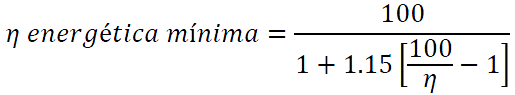 η energética mínima = 100 / (1 + 1.15 [100/η − 1])